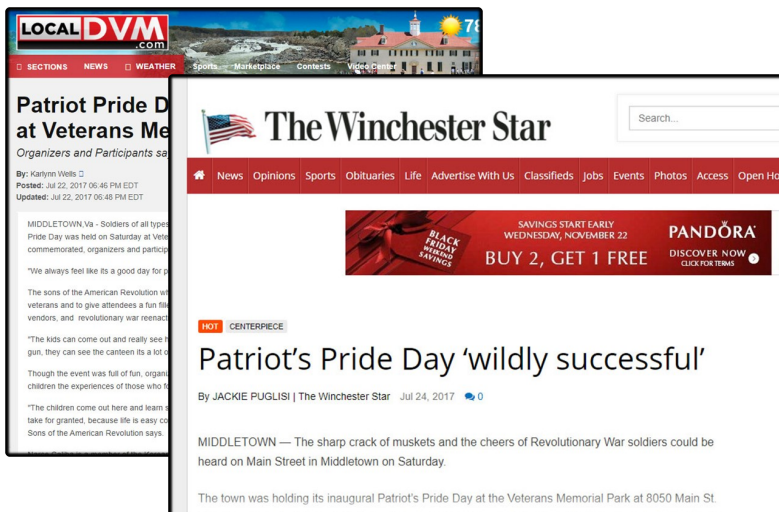 LOCAL DVM
.com
78
SECTIONS NEWS WEATHER Sports Marketplace Contests Video Center
Patriot Pride D
at Veterans Me
Organizers and Participants sa
By: Karlynn Wells
Posted: Jul 22, 2017 06:46 PM EDT
Updated: Jul 22, 2017 06:48 PM EDT
MIDDLETOWN,Va - Soldiers of all types
Pride Day was held on Saturday at Vete
commemorated, organizers and particip
"We always feel like its a good day for p
The sons of the American Revolution wh
veterans and to give attendees a fun fille
vendors, and revolutionary war reenact
"The kids can come out and really see h
gun, they can see the canteen its a lot o
Though the event was full of fun, organi
children the experiences of those who fo
"The children come out here and learn s
take for granted, because life is easy co
Sons of the American Revolution says.
The Winchester Star
Search...
News Opinions Sports Obituaries Life Advertise With Us Classifieds Jobs Events Photos Access Open Ho
BLACK
FRIDAY
WEEKEND
SAVINGS
SAVINGS START EARLY
WEDNESDAY, NOVEMBER 22
BUY 2, GET 1 FREE
PANDÖRA
DISCOVER NOW
CLICK FOR TERMS
HOT CENTERPIECE
Patriot's Pride Day 'wildly successful'
By JACKIE PUGLISI | The Winchester Star Jul 24, 2017 0
MIDDLETOWN — The sharp crack of muskets and the cheers of Revolutionary War soldiers could be
heard on Main Street in Middletown on Saturday.
The town was holding its inaugural Patriot's Pride Day at the Veterans Memorial Park at 8050 Main St.